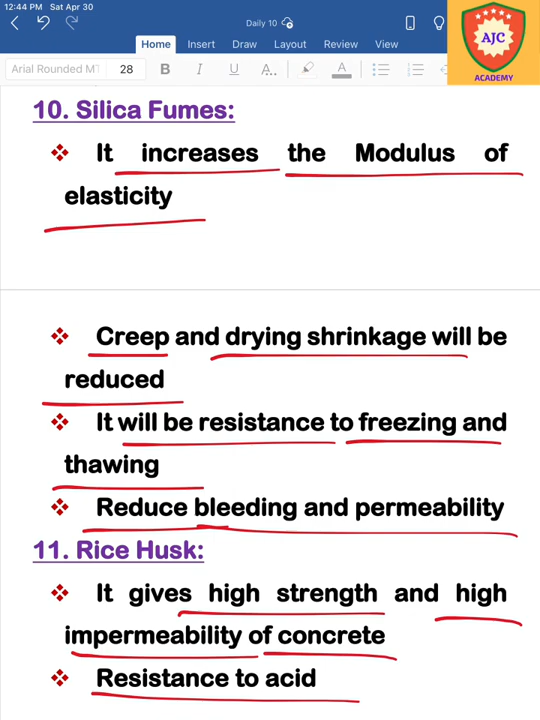 12:44 PM Sat Apr 30
Daily 10
Home Insert Draw Layout Review View
Arial Rounded MT 28 B I U A..  A
AJC
ACADEMY
10. Silica Fumes:
❖ It increases the Modulus of
elasticity
❖ Creep and drying shrinkage will be
reduced
❖ It will be resistance to freezing and
thawing
❖ Reduce bleeding and permeability
11. Rice Husk:
❖ It gives high strength and high
impermeability of concrete
❖ Resistance to acid